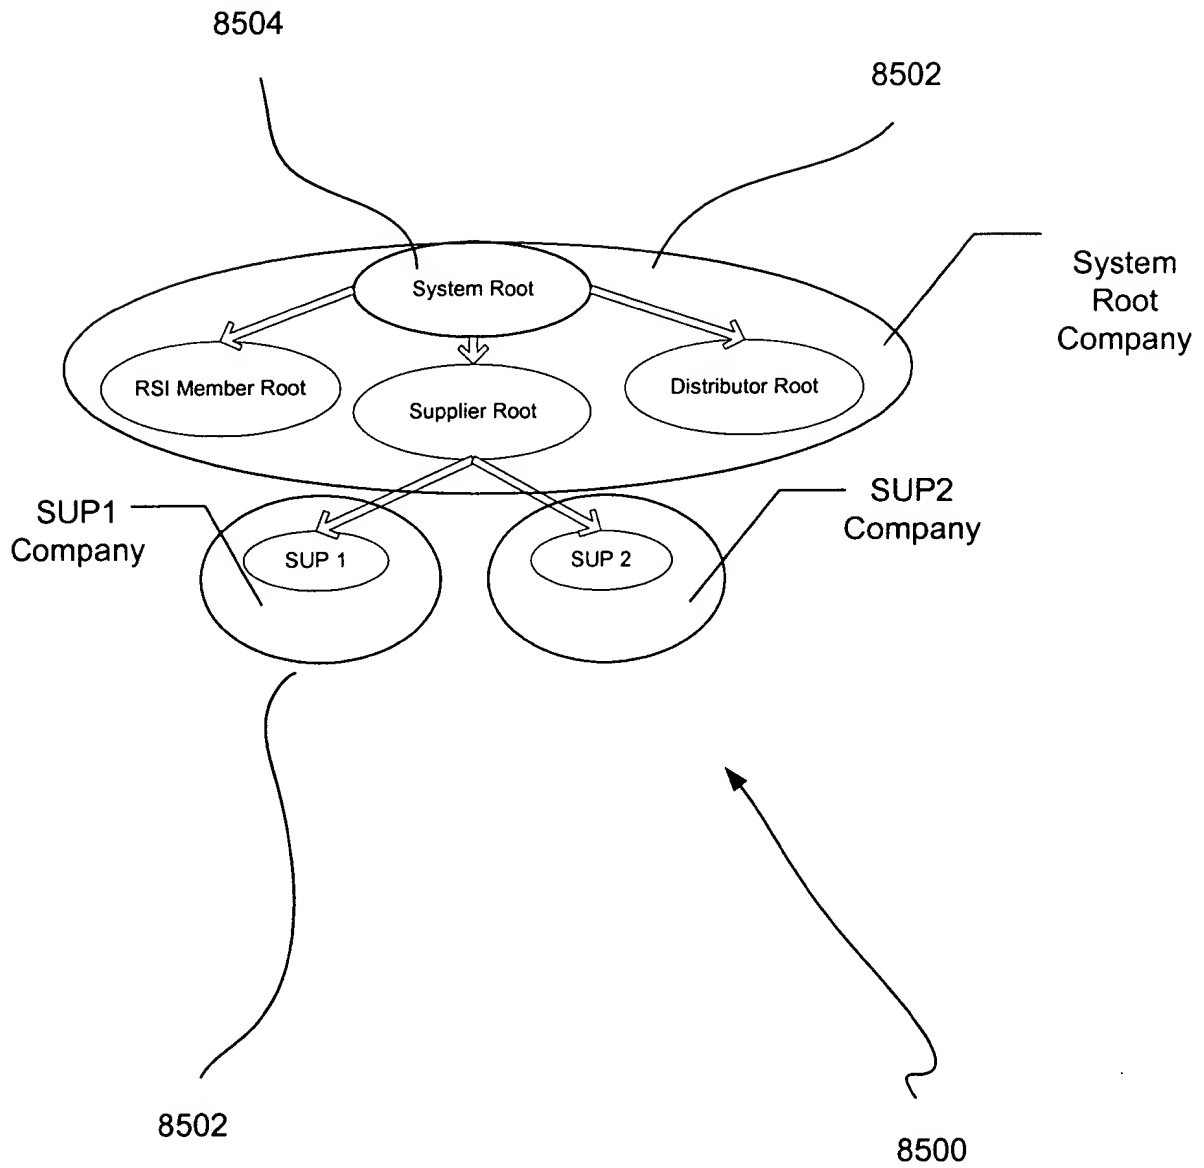 8504
8502
System
Root
Company
System Root
RSI Member Root
Supplier Root
Distributor Root
SUP1
Company
SUP2
Company
SUP 1
SUP 2
8502
8500